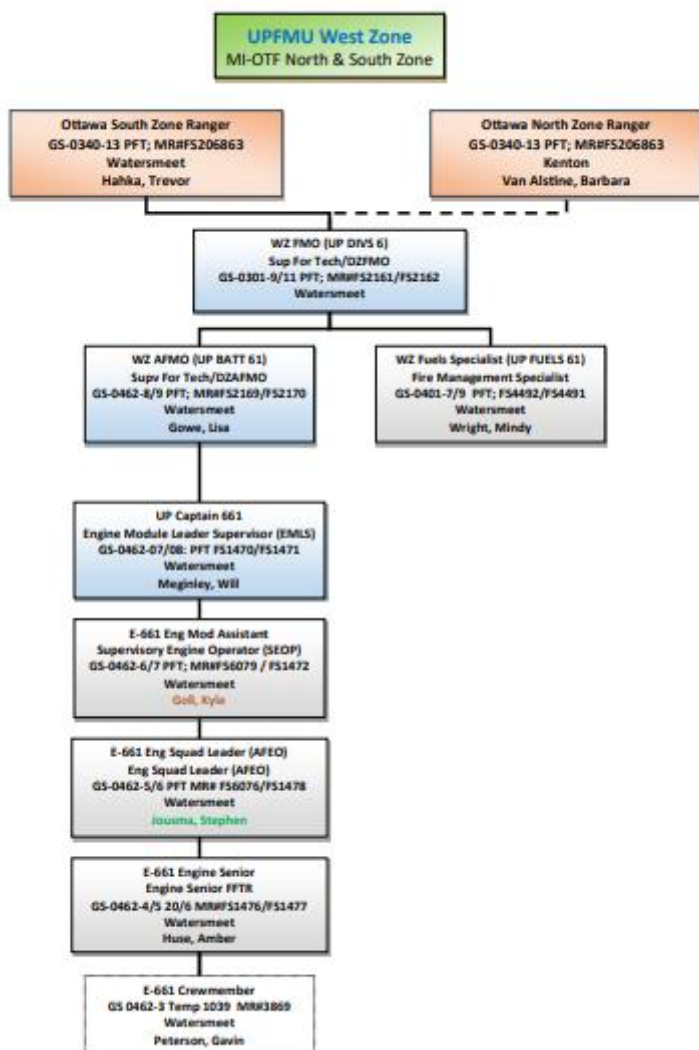 UPFMU West Zone
MI-OTF North & South Zone
Ottawa South Zone Ranger
GS-0340-13 PFT; MR#FS206863
Watersmeet
Hahka, Trevor
Ottawa North Zone Ranger
GS-0340-13 PFT; MR#FS206863
Kenton
Van Alstine, Barbara
WZ FMO (UP DIVS 6)
Sup For Tech/DZFMO
GS-0301-9/11 PFT; MR#FS2161/FS2162
Watersmeet
WZ AFMO (UP BATT 61)
Supv For Tech/DZAFMO
GS-0462-8/9 PFT; MR#FS2169/FS2170
Watersmeet
Gowe, Lisa
WZ Fuels Specialist (UP FUELS 61)
Fire Management Specialist
GS-0401-7/9 PFT; FS4492/FS4491
Watersmeet
Wright, Mindy
UP Captain 661
Engine Module Leader Supervisor (EMLS)
GS-0462-07/08: PFT FS1470/FS1471
Watersmeet
Meginley, Will
E-661 Eng Mod Assistant
Supervisory Engine Operator (SEOP)
GS-0462-6/7 PFT; MR#FS6079 / FS1472
Watersmeet
Goli, Kyle
E-661 Eng Squad Leader (AFEO)
Eng Squad Leader (AFEO)
GS-0462-5/6 PFT MR# FS6076/FS1478
Watersmeet
Jousma, Stephen
E-661 Engine Senior
Engine Senior FFTR
GS-0462-4/5 20/6 MR#FS1476/FS1477
Watersmeet
Huse, Amber
E-661 Crewmember
GS 0462-3 Temp 1039 MR#3869
Watersmeet
Peterson, Gavin